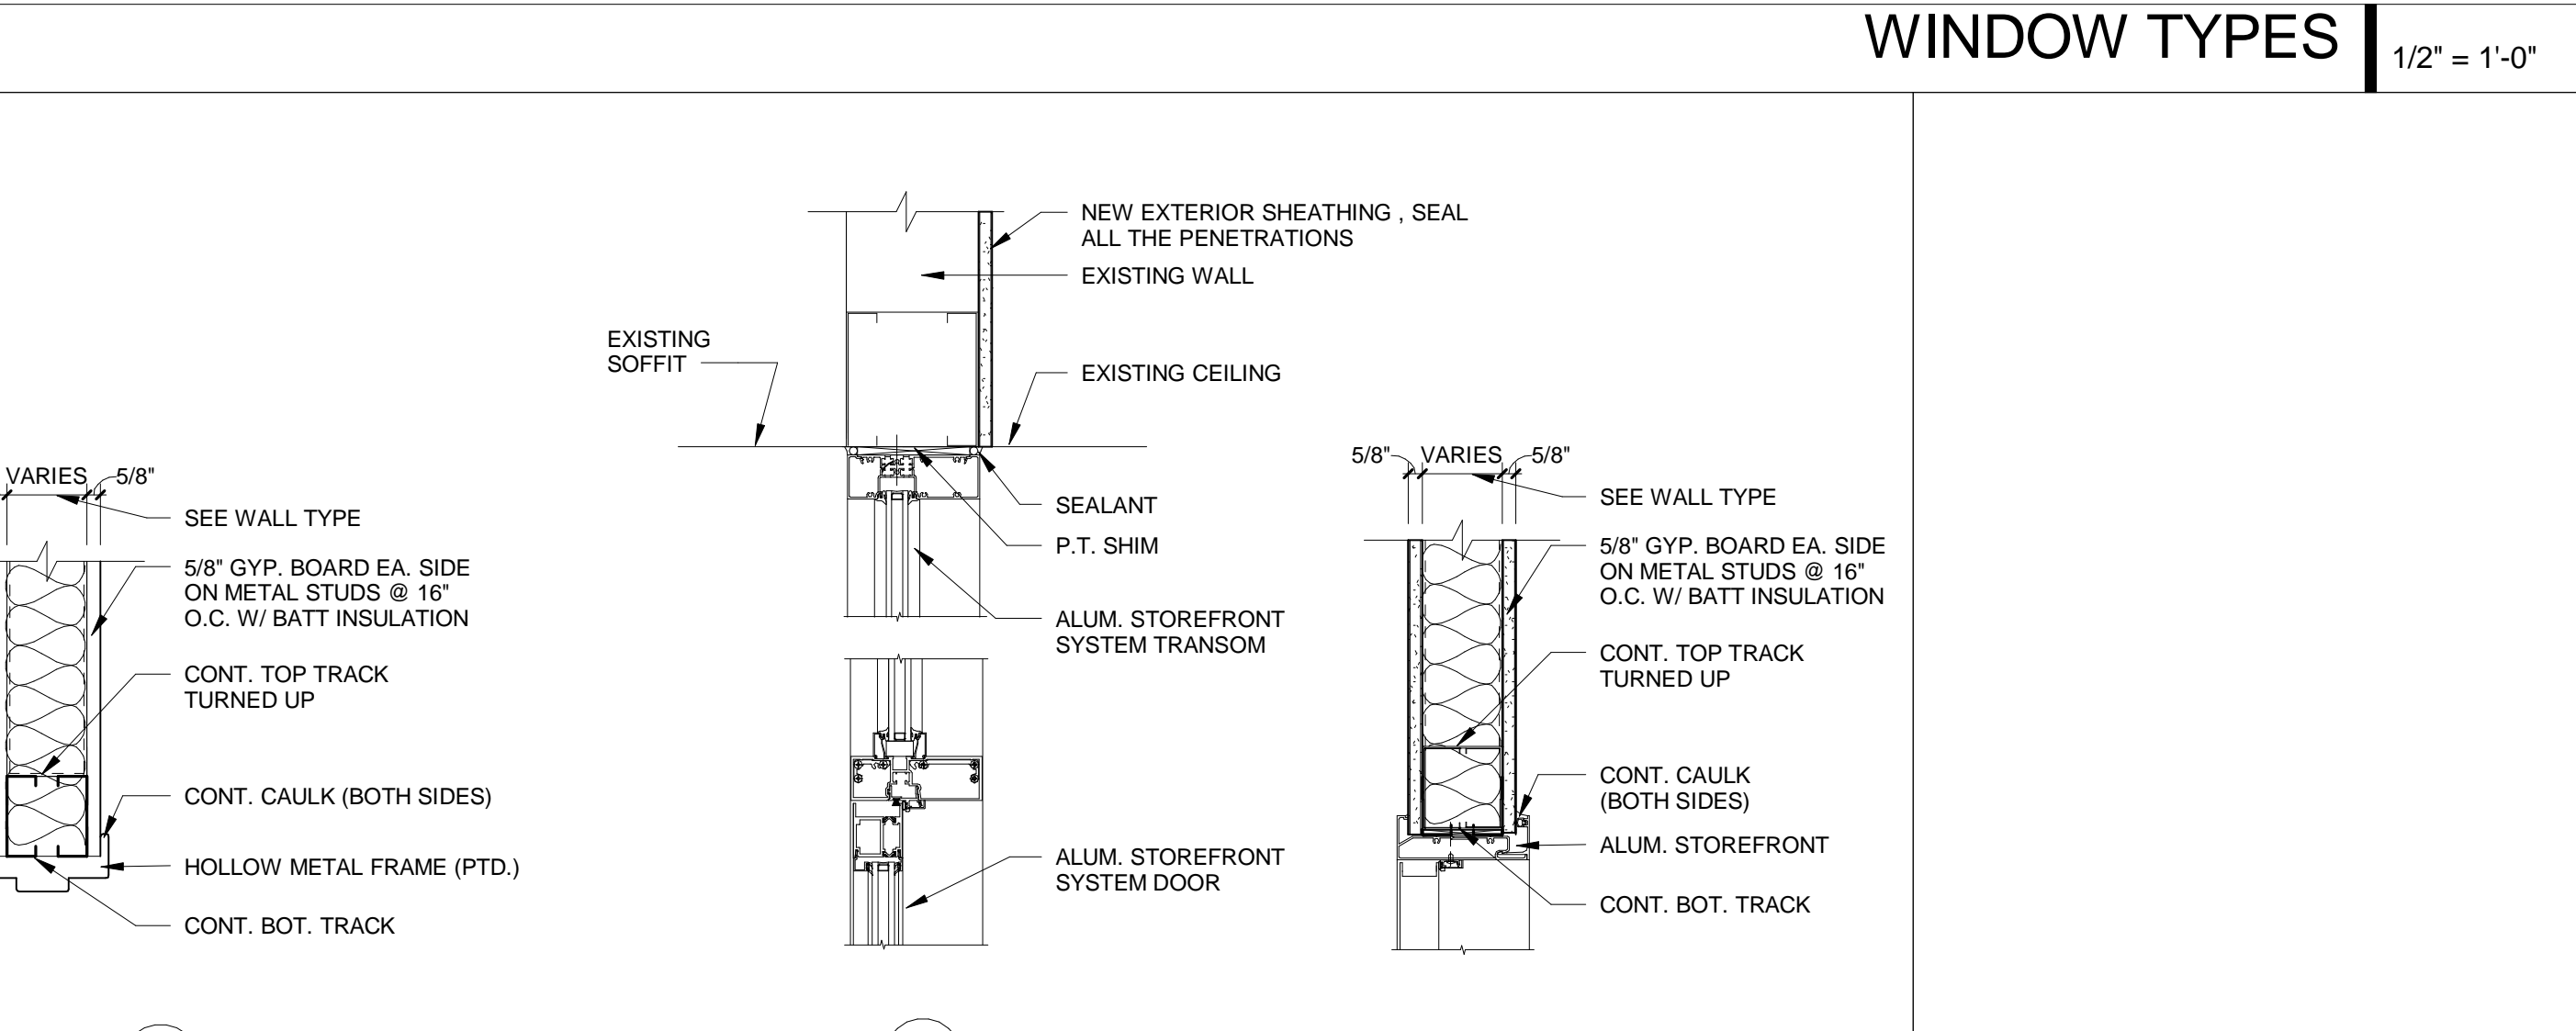 WINDOW TYPES
1/2" = 1'-0"
VARIES
5/8"
SEE WALL TYPE
5/8" GYP. BOARD EA. SIDE
ON METAL STUDS @ 16"
O.C. W/ BATT INSULATION
CONT. TOP TRACK
TURNED UP
CONT. CAULK (BOTH SIDES)
HOLLOW METAL FRAME (PTD.)
CONT. BOT. TRACK
EXISTING
SOFFIT
NEW EXTERIOR SHEATHING , SEAL
ALL THE PENETRATIONS
EXISTING WALL
EXISTING CEILING
SEALANT
P.T. SHIM
ALUM. STOREFRONT
SYSTEM TRANSOM
ALUM. STOREFRONT
SYSTEM DOOR
5/8" VARIES 5/8"
SEE WALL TYPE
5/8" GYP. BOARD EA. SIDE
ON METAL STUDS @ 16"
O.C. W/ BATT INSULATION
CONT. TOP TRACK
TURNED UP
CONT. CAULK
(BOTH SIDES)
ALUM. STOREFRONT
CONT. BOT. TRACK